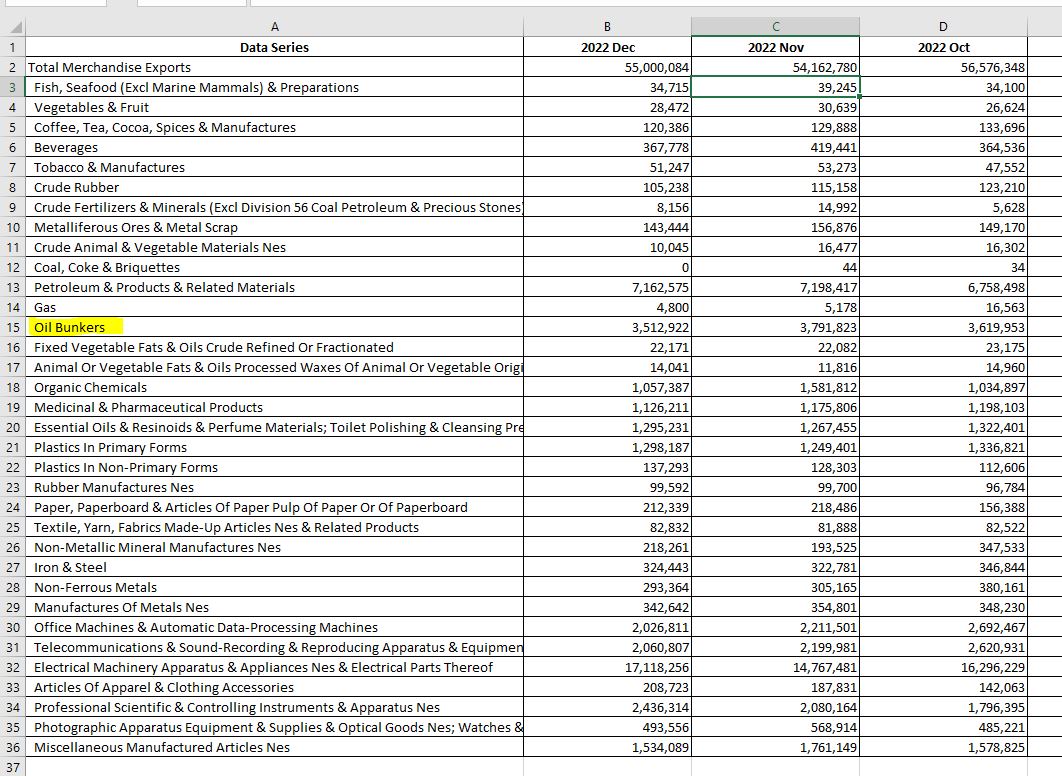 A B C D
1 Data Series 2022 Dec 2022 Nov 2022 Oct
2 Total Merchandise Exports 55,000,084 54,162,780 56,576,348
3 Fish, Seafood (Excl Marine Mammals) & Preparations 34,715 39,245 34,100
4 Vegetables & Fruit 28,472 30,639 26,624
5 Coffee, Tea, Cocoa, Spices & Manufactures 120,386 129,888 133,696
6 Beverages 367,778 419,441 364,536
7 Tobacco & Manufactures 51,247 53,273 47,552
8 Crude Rubber 105,238 115,158 123,210
9 Crude Fertilizers & Minerals (Excl Division 56 Coal Petroleum & Precious Stones) 8,156 14,992 5,628
10 Metalliferous Ores & Metal Scrap 143,444 156,876 149,170
11 Crude Animal & Vegetable Materials Nes 10,045 16,477 16,302
12 Coal, Coke & Briquettes 0 44 34
13 Petroleum & Products & Related Materials 7,162,575 7,198,417 6,758,498
14 Gas 4,800 5,178 16,563
15 Oil Bunkers 3,512,922 3,791,823 3,619,953
16 Fixed Vegetable Fats & Oils Crude Refined Or Fractionated 22,171 22,082 23,175
17 Animal Or Vegetable Fats & Oils Processed Waxes Of Animal Or Vegetable Origi 14,041 11,816 14,960
18 Organic Chemicals 1,057,387 1,581,812 1,034,897
19 Medicinal & Pharmaceutical Products 1,126,211 1,175,806 1,198,103
20 Essential Oils & Resinoids & Perfume Materials; Toilet Polishing & Cleansing Pre 1,295,231 1,267,455 1,322,401
21 Plastics In Primary Forms 1,298,187 1,249,401 1,336,821
22 Plastics In Non-Primary Forms 137,293 128,303 112,606
23 Rubber Manufactures Nes 99,592 99,700 96,784
24 Paper, Paperboard & Articles Of Paper Pulp Of Paper Or Of Paperboard 212,339 218,486 156,388
25 Textile, Yarn, Fabrics Made-Up Articles Nes & Related Products 82,832 81,888 82,522
26 Non-Metallic Mineral Manufactures Nes 218,261 193,525 347,533
27 Iron & Steel 324,443 322,781 346,844
28 Non-Ferrous Metals 293,364 305,165 380,161
29 Manufactures Of Metals Nes 342,642 354,801 348,230
30 Office Machines & Automatic Data-Processing Machines 2,026,811 2,211,501 2,692,467
31 Telecommunications & Sound-Recording & Reproducing Apparatus & Equipmen 2,060,807 2,199,981 2,620,931
32 Electrical Machinery Apparatus & Appliances Nes & Electrical Parts Thereof 17,118,256 14,767,481 16,296,229
33 Articles Of Apparel & Clothing Accessories 208,723 187,831 142,063
34 Professional Scientific & Controlling Instruments & Apparatus Nes 2,436,314 2,080,164 1,796,395
35 Photographic Apparatus Equipment & Supplies & Optical Goods Nes; Watches & 493,556 568,914 485,221
36 Miscellaneous Manufactured Articles Nes 1,534,089 1,761,149 1,578,825
37